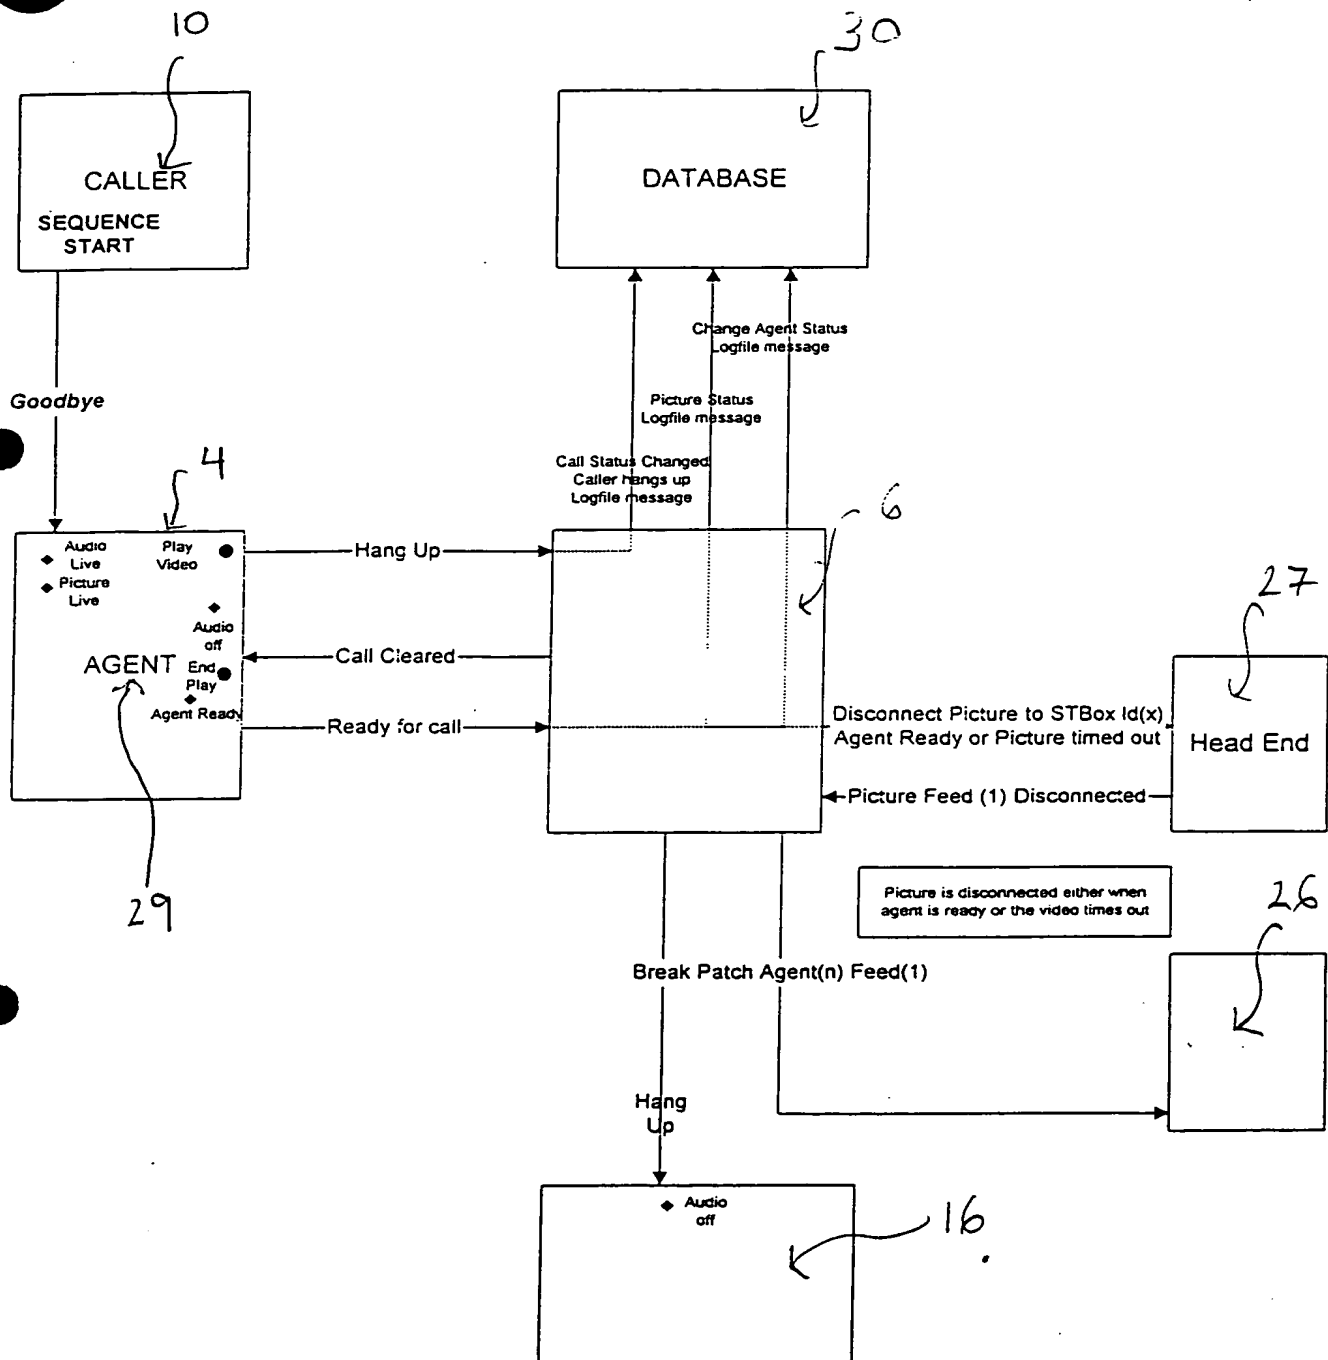 10
30
CALLER
SEQUENCE
START
DATABASE
Change Agent Status
Logfile message
Goodbye
Picture Status
Logfile message
4
Call Status Changed
Caller hangs up
Logfile message
6
Audio
Live
Play
Video
Picture
Live
Hang Up
27
Audio
off
Call Cleared
AGENT
End
Play
Agent Ready
Ready for call
Disconnect Picture to STBox Id(x)
Agent Ready or Picture timed out
Head End
Picture Feed (1) Disconnected
29
Picture is disconnected either when
agent is ready or the video times out
26
Break Patch Agent(n) Feed(1)
Hang
Up
Audio
off
16